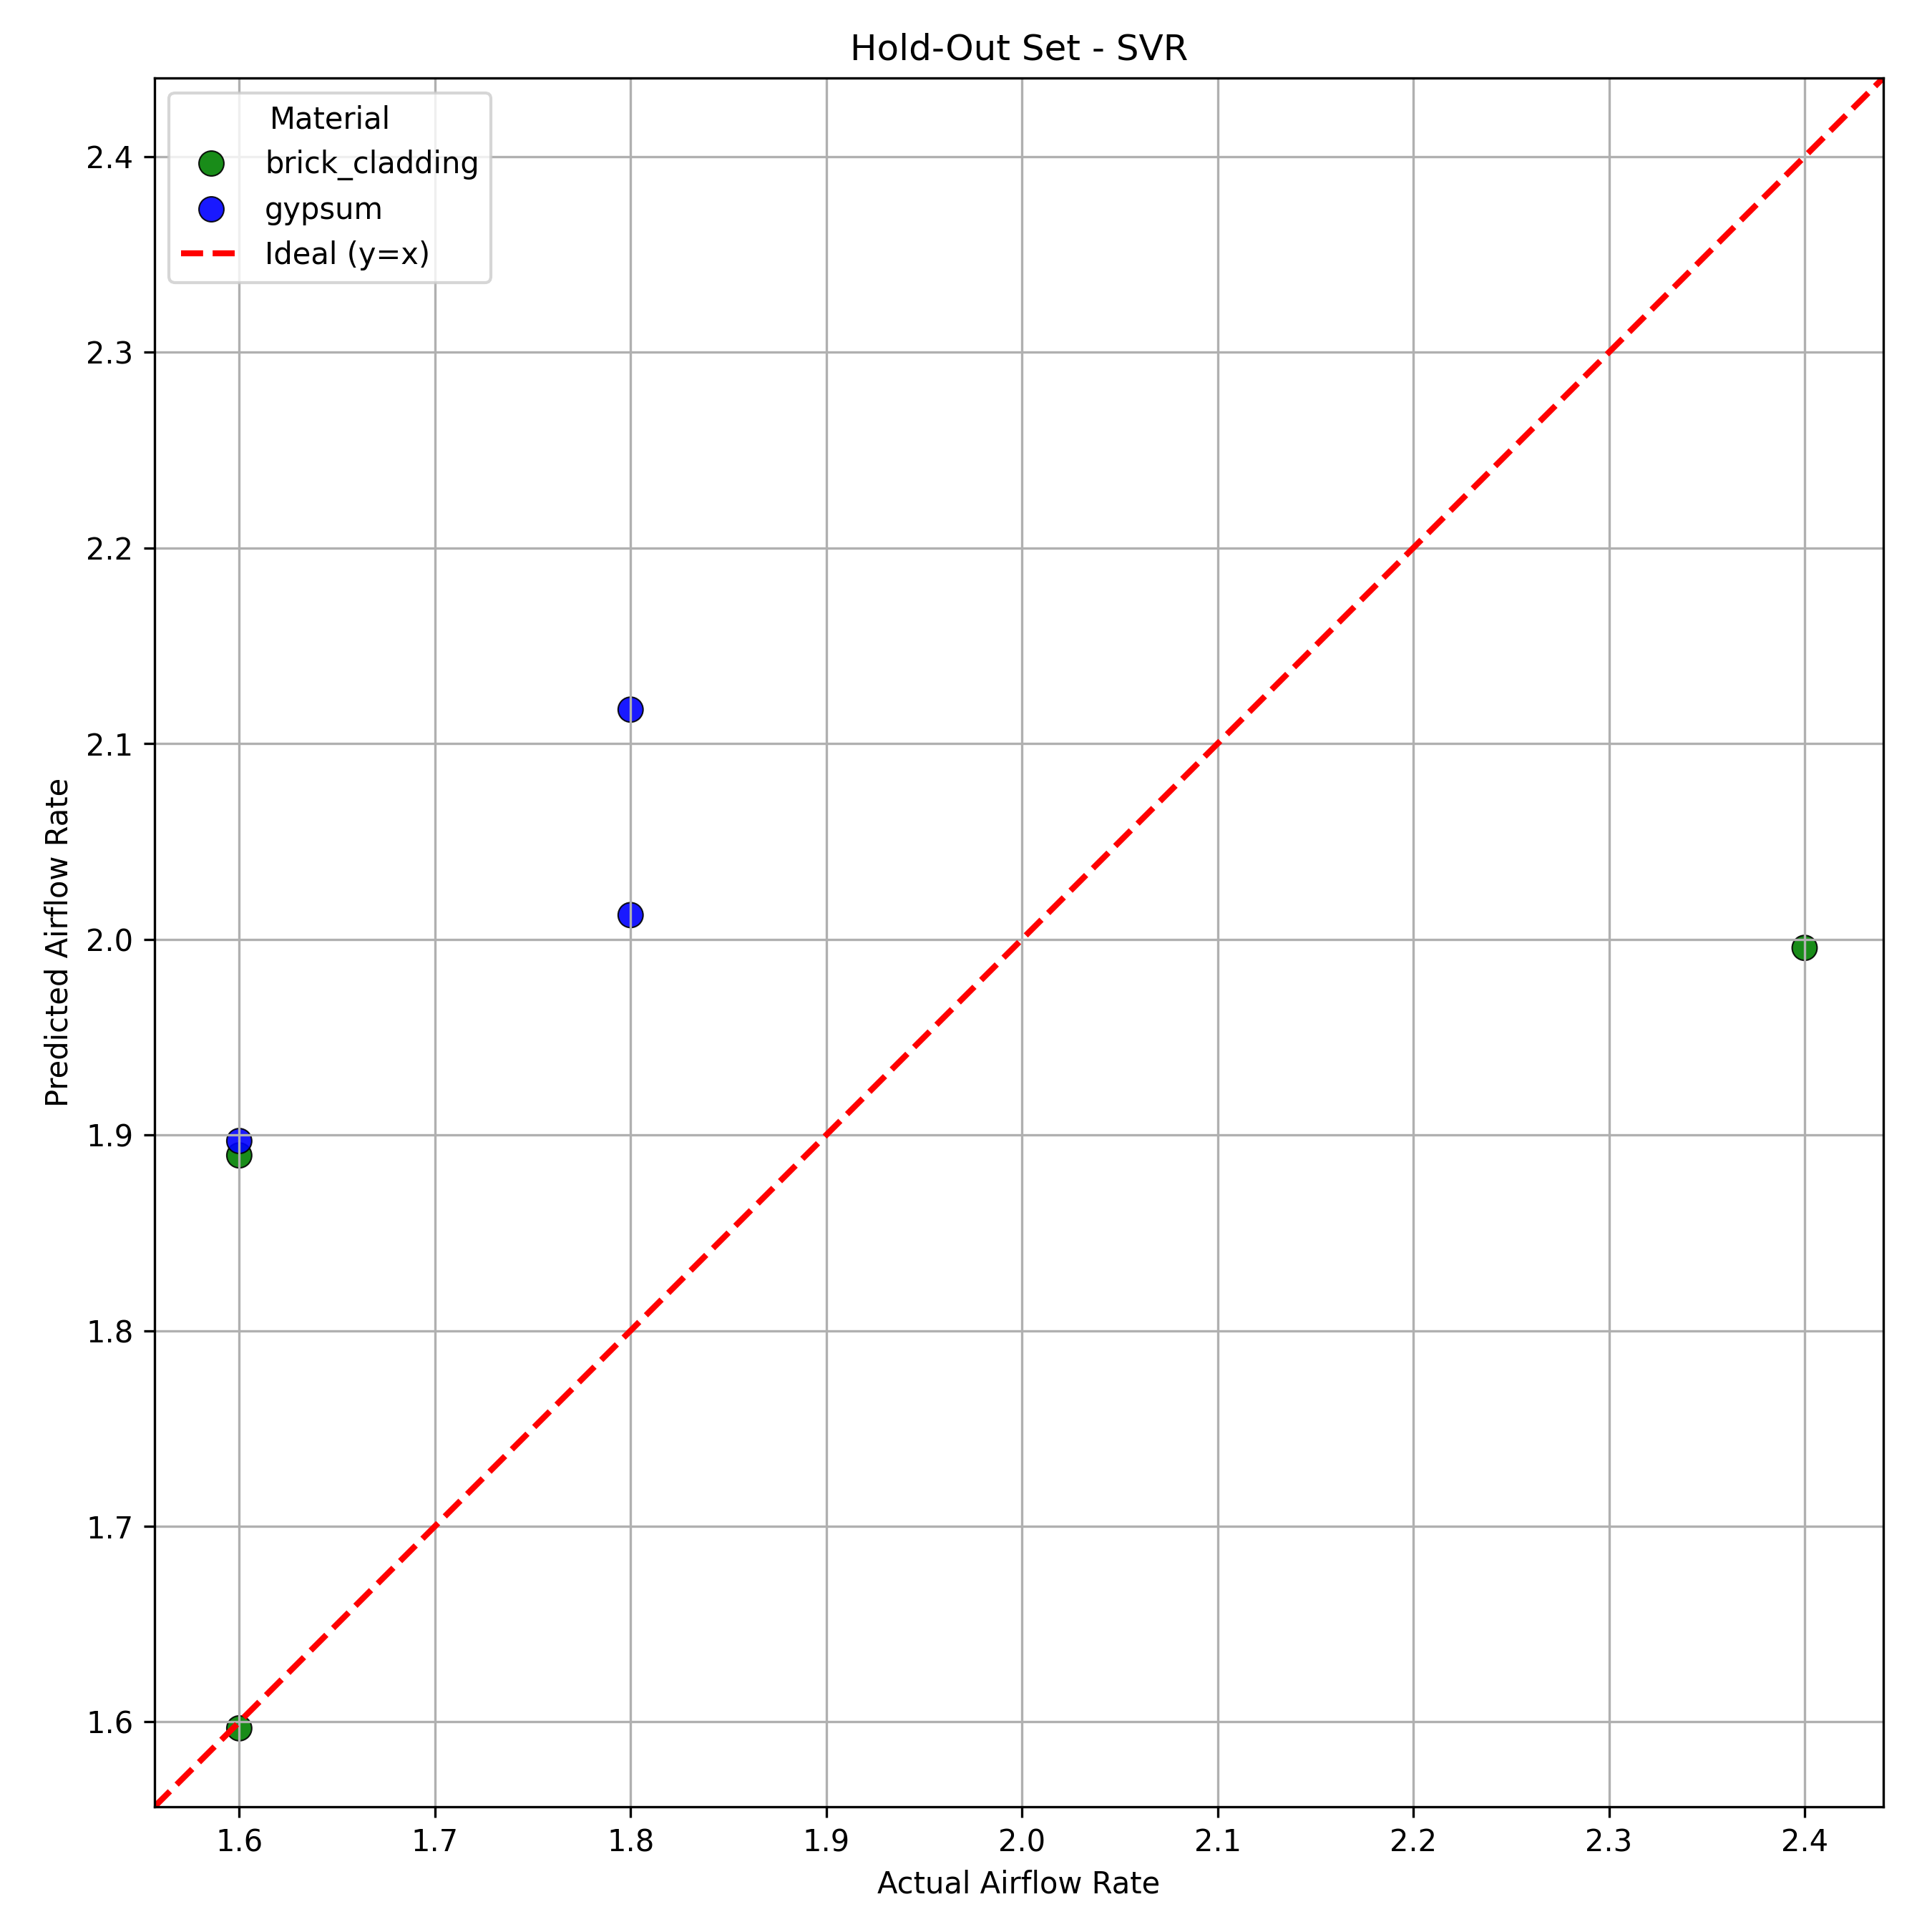 Hold-Out Set - SVR
Material
brick_cladding
gypsum
Ideal (y=x)
Predicted Airflow Rate
2.4
2.3
2.2
2.1
2.0
1.9
1.8
1.7
1.6
1.6 1.7 1.8 1.9 2.0 2.1 2.2 2.3 2.4
Actual Airflow Rate